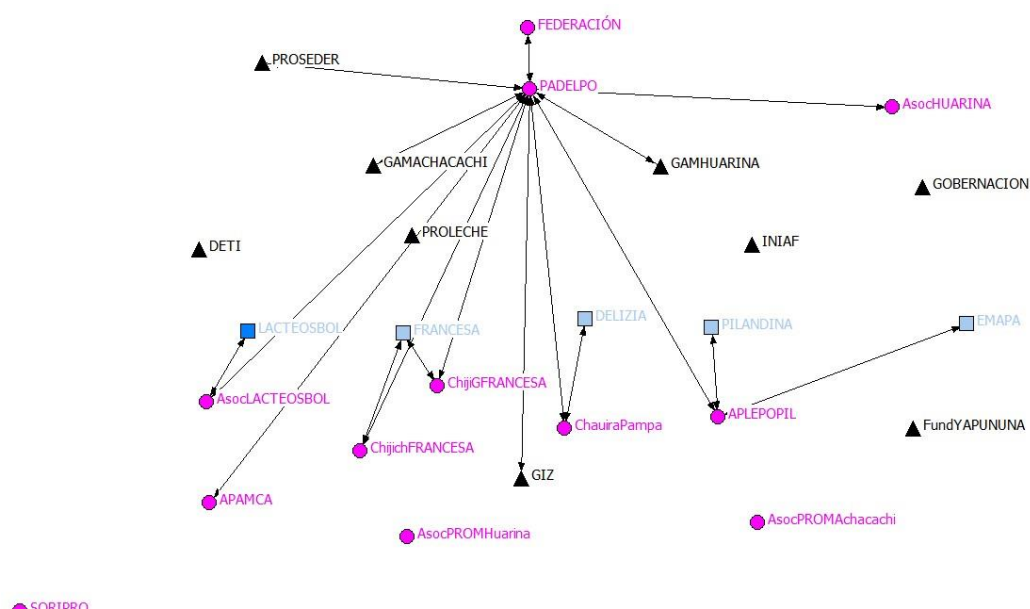 FEDERACIÓN
PROSEDER
PADELPO
AsocHUARINA
GAMACHACACHI
GAMHUARINA
GOBERNACION
PROLECHE
DETI
INIAF
LACTEOSBOL
FRANCESA
DELIZIA
PILANDINA
EMAPA
ChijiGFRANCESA
AsocLACTEOSBOL
APLEPOPIL
ChauiraPampa
FundYAPUNUNA
ChijichFRANCESA
GIZ
APAMCA
AsocPROMHuarina
AsocPROMAchacachi
SORIPRO